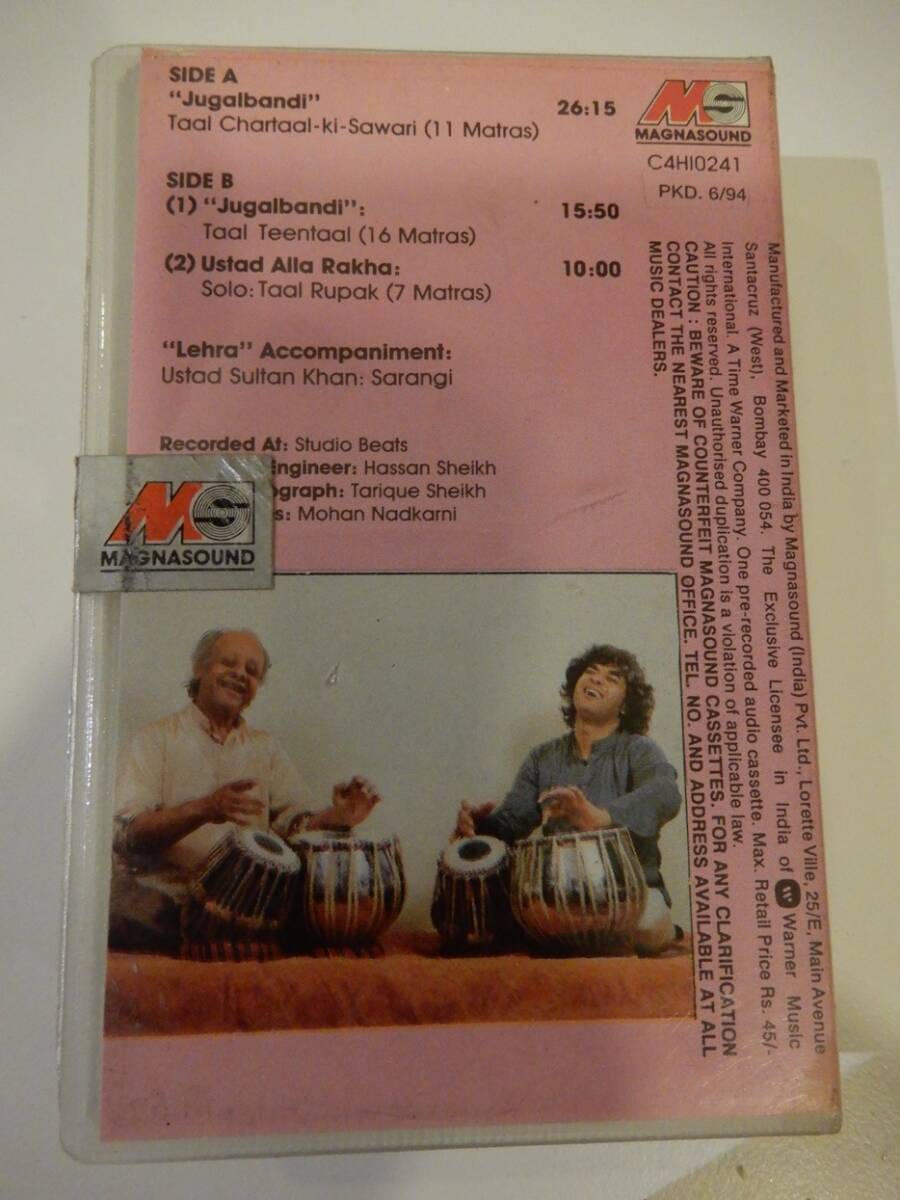 SIDE A
"Jugalbandi" 26:15
Taal Chartaal-ki-Sawari (11 Matras)
SIDE B
(1) "Jugalbandi": 15:50
Taal Teentaal (16 Matras)
(2) Ustad Alla Rakha: 10:00
Solo: Taal Rupak (7 Matras)
"Lehra" Accompaniment:
Ustad Sultan Khan: Sarangi
Recorded At: Studio Beats
Engineer: Hassan Sheikh
ograph: Tarique Sheikh
s: Mohan Nadkarni
MS
MAGNASOUND
C4HI0241
PKD. 6/94
Manufactured and Marketed in India by Magnasound (India) Pvt. Ltd., Lorette Ville, 25/E, Main Avenue
Santacruz (West), Bombay 400 054. The Exclusive Licensee in India of Warner Music
International. A Time Warner Company. One pre-recorded audio cassette. Max. Retail Price Rs. 45/-
All rights reserved. Unauthorised duplication is a violation of applicable law.
CAUTION : BEWARE OF COUNTERFEIT MAGNASOUND CASSETTES. FOR ANY CLARIFICATION
CONTACT THE NEAREST MAGNASOUND OFFICE. TEL. NO. AND ADDRESS AVAILABLE AT ALL
MUSIC DEALERS.
MS
MAGNASOUND